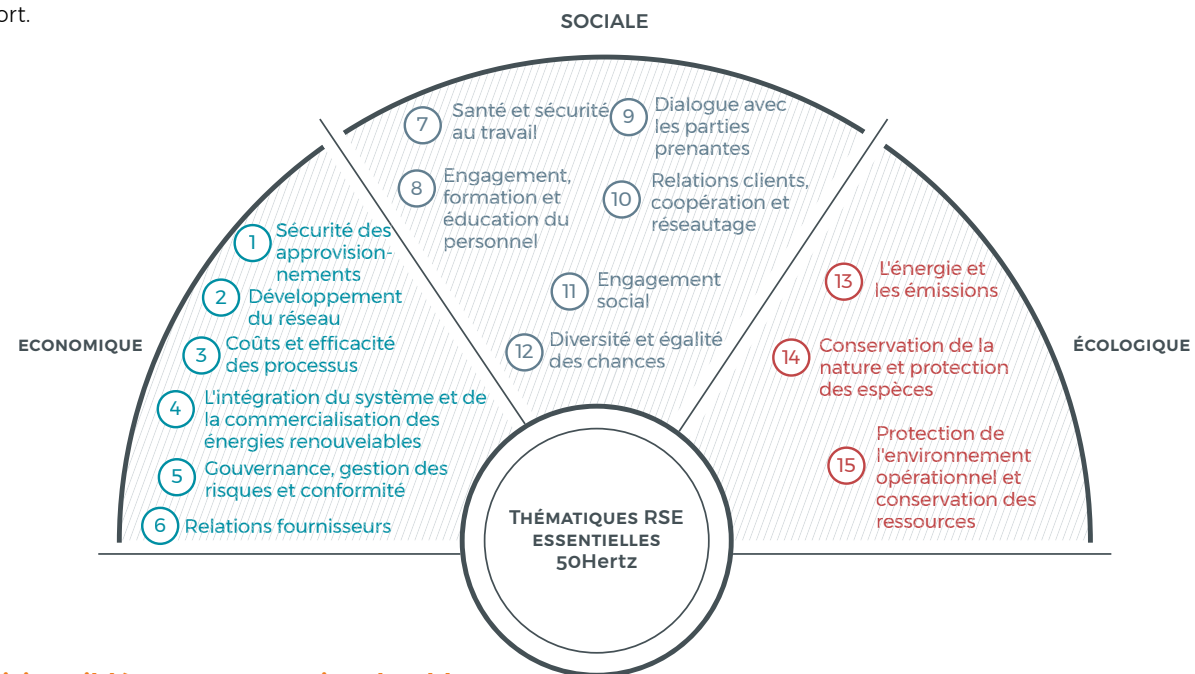 ort.
SOCIALE
7
Santé et sécurité
au travail
8
Engagement,
formation et
éducation du
personnel
9
Dialogue avec
les parties
prenantes
10
Relations clients,
coopération et
réseautage
11
Engagement
social
12
Diversité et égalité
des chances
ECONOMIQUE
1
Sécurité des
approvision-
nements
2
Développement
du réseau
3
Coûts et efficacité
des processus
4
L'intégration du système et de
la commercialisation des
énergies renouvelables
5
Gouvernance, gestion des
risques et conformité
6
Relations fournisseurs
ÉCOLOGIQUE
13
L'énergie et
les émissions
14
Conservation de la
nature et protection
des espèces
15
Protection de
l'environnement
opérationnel et
conservation des
ressources
THÉMATIQUES RSE
ESSENTIELLES
50Hertz